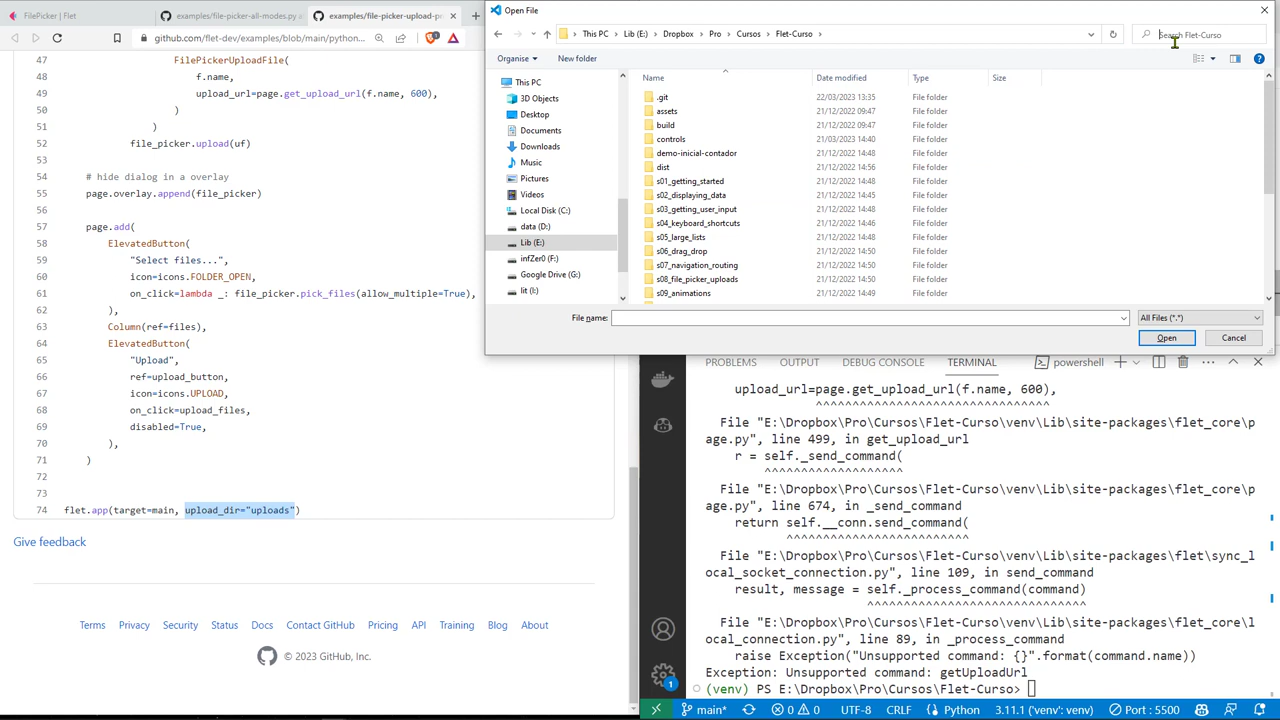 FilePicker | Flet
examples/file-picker-all-modes.py a
examples/file-picker-upload-pr
github.com/flet-dev/examples/blob/main/python...
47 FilePickerUploadFile(
48 f.name,
49 upload_url=page.get_upload_url(f.name, 600),
50 )
51 )
52 file_picker.upload(uf)
53
54 # hide dialog in a overlay
55 page.overlay.append(file_picker)
56
57 page.add(
58 ElevatedButton(
59 "Select files...",
60 icon=icons.FOLDER_OPEN,
61 on_click=lambda _: file_picker.pick_files(allow_multiple=True),
62 ),
63 Column(ref=files),
64 ElevatedButton(
65 "Upload",
66 ref=upload_button,
67 icon=icons.UPLOAD,
68 on_click=upload_files,
69 disabled=True,
70 ),
71 )
72
73
74 flet.app(target=main, upload_dir="uploads")
Give feedback
Terms Privacy Security Status Docs Contact GitHub Pricing API Training Blog About
© 2023 GitHub, Inc.
Open File
This PC > Lib (E:) > Dropbox > Pro > Cursos > Flet-Curso >
Search Flet-Curso
Organise New folder
This PC
3D Objects
Desktop
Documents
Downloads
Music
Pictures
Videos
Local Disk (C:)
data (D:)
Lib (E:)
infZer0 (F:)
Google Drive (G:)
lit (I:)
Name Date modified Type Size
.git 22/03/2023 13:35 File folder
assets 21/12/2022 09:47 File folder
build 21/12/2022 09:47 File folder
controls 21/03/2023 14:40 File folder
demo-inicial-contador 21/12/2022 14:48 File folder
dist 21/12/2022 14:56 File folder
s01_getting_started 21/12/2022 14:48 File folder
s02_displaying_data 21/12/2022 14:45 File folder
s03_getting_user_input 21/12/2022 14:48 File folder
s04_keyboard_shortcuts 21/12/2022 14:46 File folder
s05_large_lists 21/12/2022 14:48 File folder
s06_drag_drop 21/12/2022 14:50 File folder
s07_navigation_routing 21/12/2022 14:50 File folder
s08_file_picker_uploads 21/12/2022 14:50 File folder
s09_animations 21/12/2022 14:49 File folder
File name:
All Files (*.*)
Open Cancel
PROBLEMS OUTPUT DEBUG CONSOLE TERMINAL powershell
upload_url=page.get_upload_url(f.name, 600),
^^^^^^^^^^^^^^^^^^^^^^^^^^^^^^^^
File "E:\Dropbox\Pro\Cursos\Flet-Curso\venv\Lib\site-packages\flet_core\p
age.py", line 499, in get_upload_url
r = self._send_command(
^^^^^^^^^^^^^^^^^^^
File "E:\Dropbox\Pro\Cursos\Flet-Curso\venv\Lib\site-packages\flet_core\p
age.py", line 674, in _send_command
return self.__conn.send_command(
^^^^^^^^^^^^^^^^^^^^^^^^^
File "E:\Dropbox\Pro\Cursos\Flet-Curso\venv\Lib\site-packages\flet\sync_l
ocal_socket_connection.py", line 109, in send_command
result, message = self._process_command(command)
^^^^^^^^^^^^^^^^^^^^^^^^^^^^^^
File "E:\Dropbox\Pro\Cursos\Flet-Curso\venv\Lib\site-packages\flet_core\l
ocal_connection.py", line 89, in _process_command
raise Exception("Unsupported command: {}".format(command.name))
Exception: Unsupported command: getUploadUrl
(venv) PS E:\Dropbox\Pro\Cursos\Flet-Curso>
1
main* 0 0 UTF-8 CRLF Python 3.11.1 ('venv': venv) Port : 5500